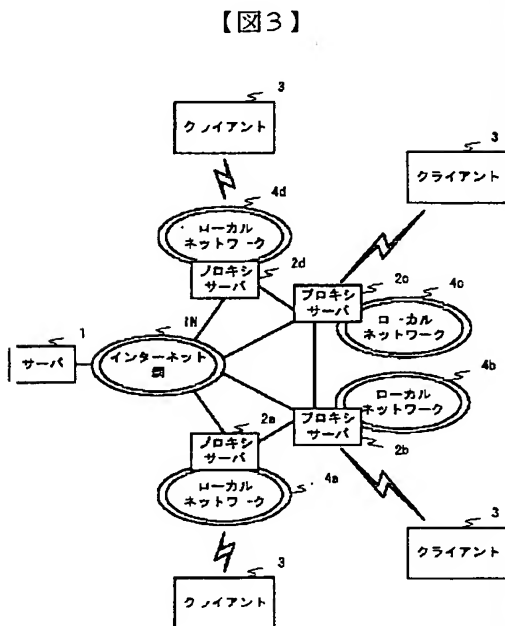 【図3】
3
クライアント
3
クライアント
4d
ローカル
ネットワーク
プロキシ
サーバ
2d
2c
プロキシ
サーバ
4c
ローカル
ネットワーク
IN
1
サーバ
インターネット
網
4b
ローカル
ネットワーク
2a
プロキシ
サーバ
プロキシ
サーバ
2b
ローカル
ネットワーク
4a
3
クライアント
3
クライアント